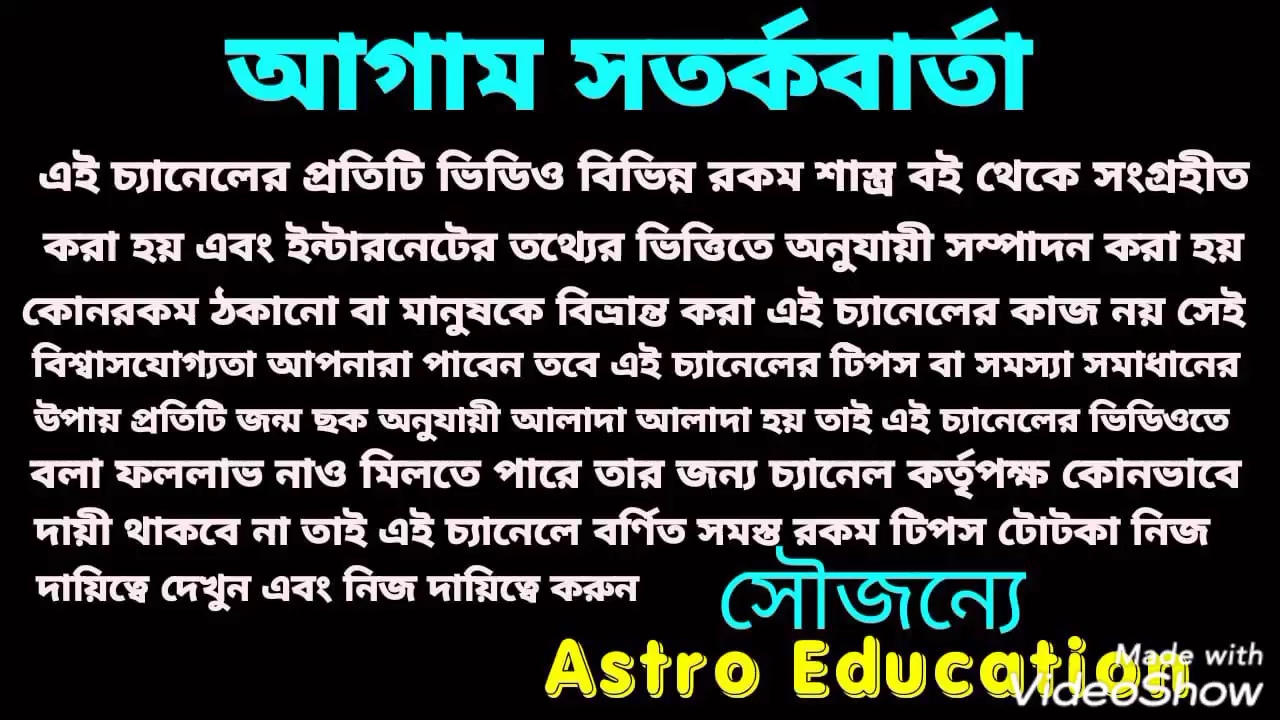 আগাম সতর্কবার্তা
এই চ্যানেলের প্রতিটি ভিডিও বিভিন্ন রকম শাস্ত্র বই থেকে সংগ্রহীত
করা হয় এবং ইন্টারনেটের তথ্যের ভিত্তিতে অনুযায়ী সম্পাদন করা হয়
কোনরকম ঠকানো বা মানুষকে বিভ্রান্ত করা এই চ্যানেলের কাজ নয় সেই
বিশ্বাসযোগ্যতা আপনারা পাবেন তবে এই চ্যানেলের টিপস বা সমস্যা সমাধানের
উপায় প্রতিটি জন্ম ছক অনুযায়ী আলাদা আলাদা হয় তাই এই চ্যানেলের ভিডিওতে
বলা ফললাভ নাও মিলতে পারে তার জন্য চ্যানেল কর্তৃপক্ষ কোনভাবে
দায়ী থাকবে না তাই এই চ্যানেলে বর্ণিত সমস্ত রকম টিপস টোটকা নিজ
দায়িত্বে দেখুন এবং নিজ দায়িত্বে করুন
সৌজন্যে
Astro Education
Made with
VideoShow